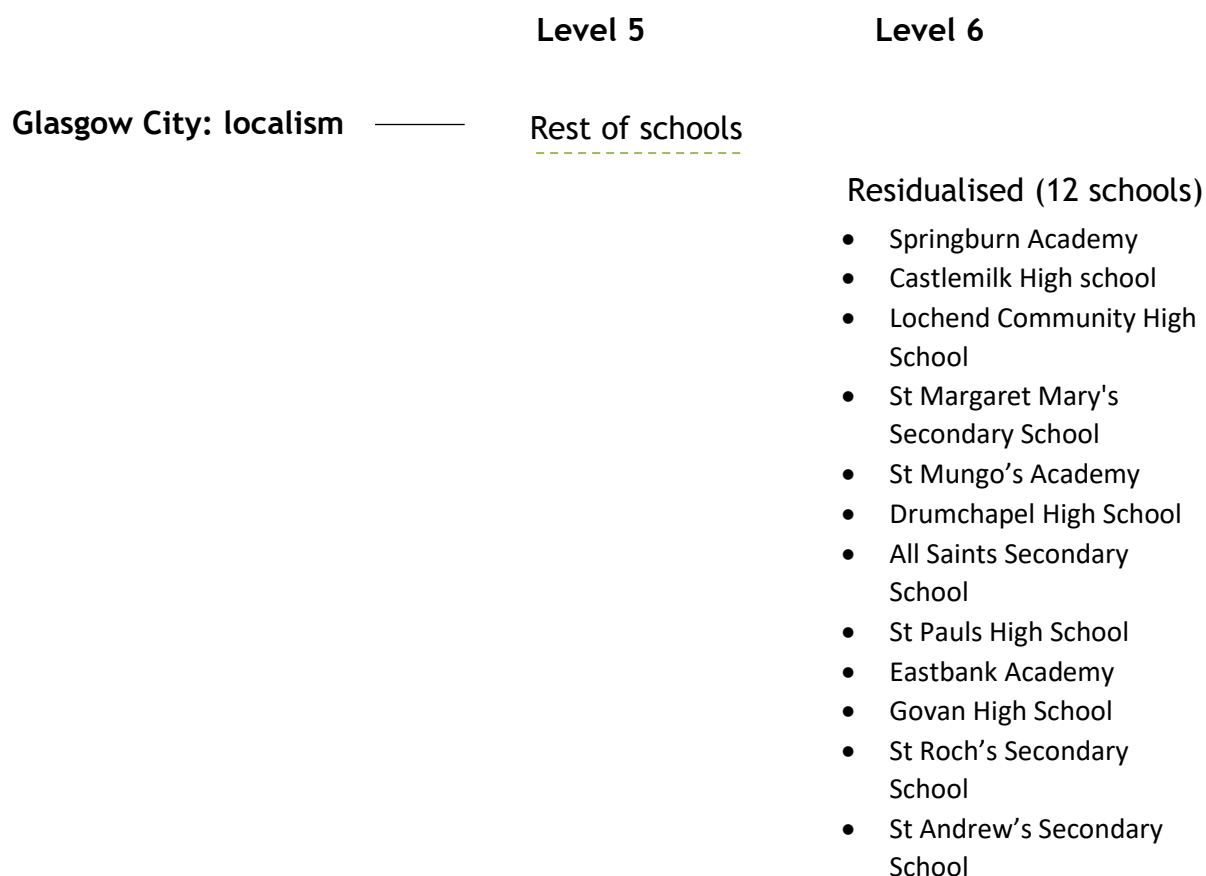 Level 5 Level 6
Glasgow City: localism Rest of schools
Residualised (12 schools)
• Springburn Academy
• Castlemilk High school
• Lochend Community High
School
• St Margaret Mary's
Secondary School
• St Mungo’s Academy
• Drumchapel High School
• All Saints Secondary
School
• St Pauls High School
• Eastbank Academy
• Govan High School
• St Roch’s Secondary
School
• St Andrew’s Secondary
School